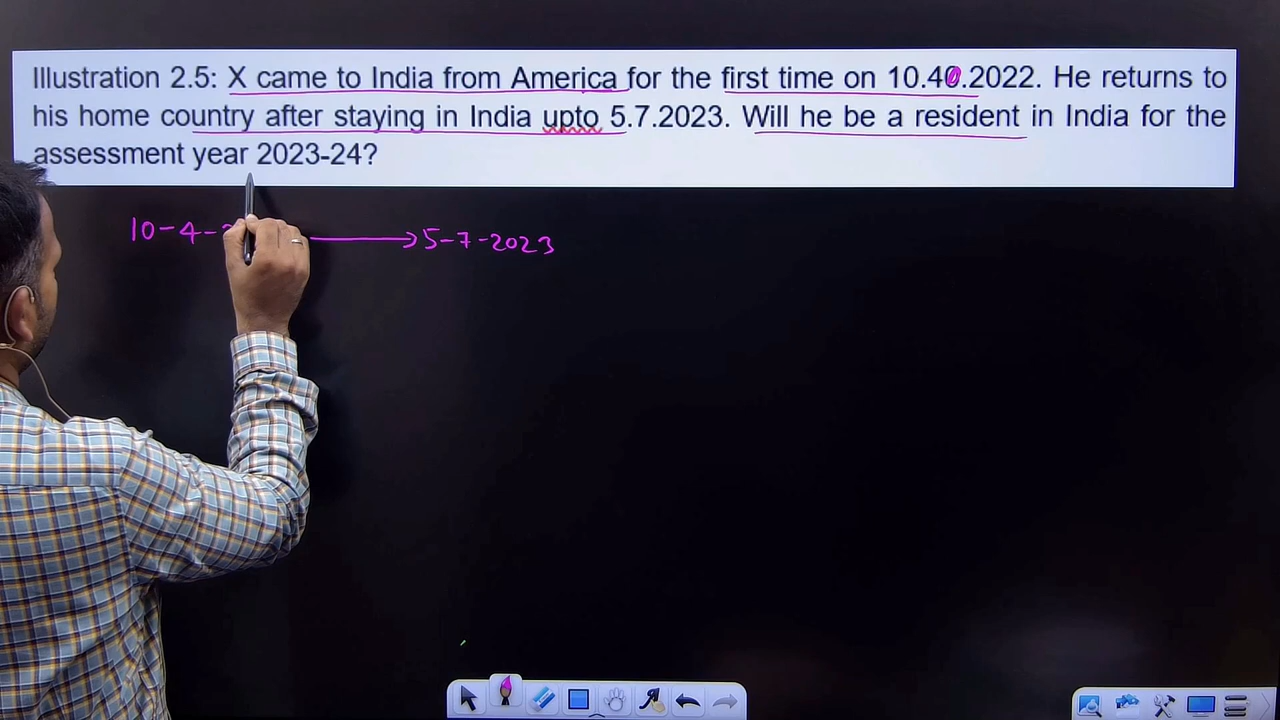 Illustration 2.5: X came to India from America for the first time on 10.40.2022. He returns to
his home country after staying in India upto 5.7.2023. Will he be a resident in India for the
assessment year 2023-24?
10-4- 5-7-2023